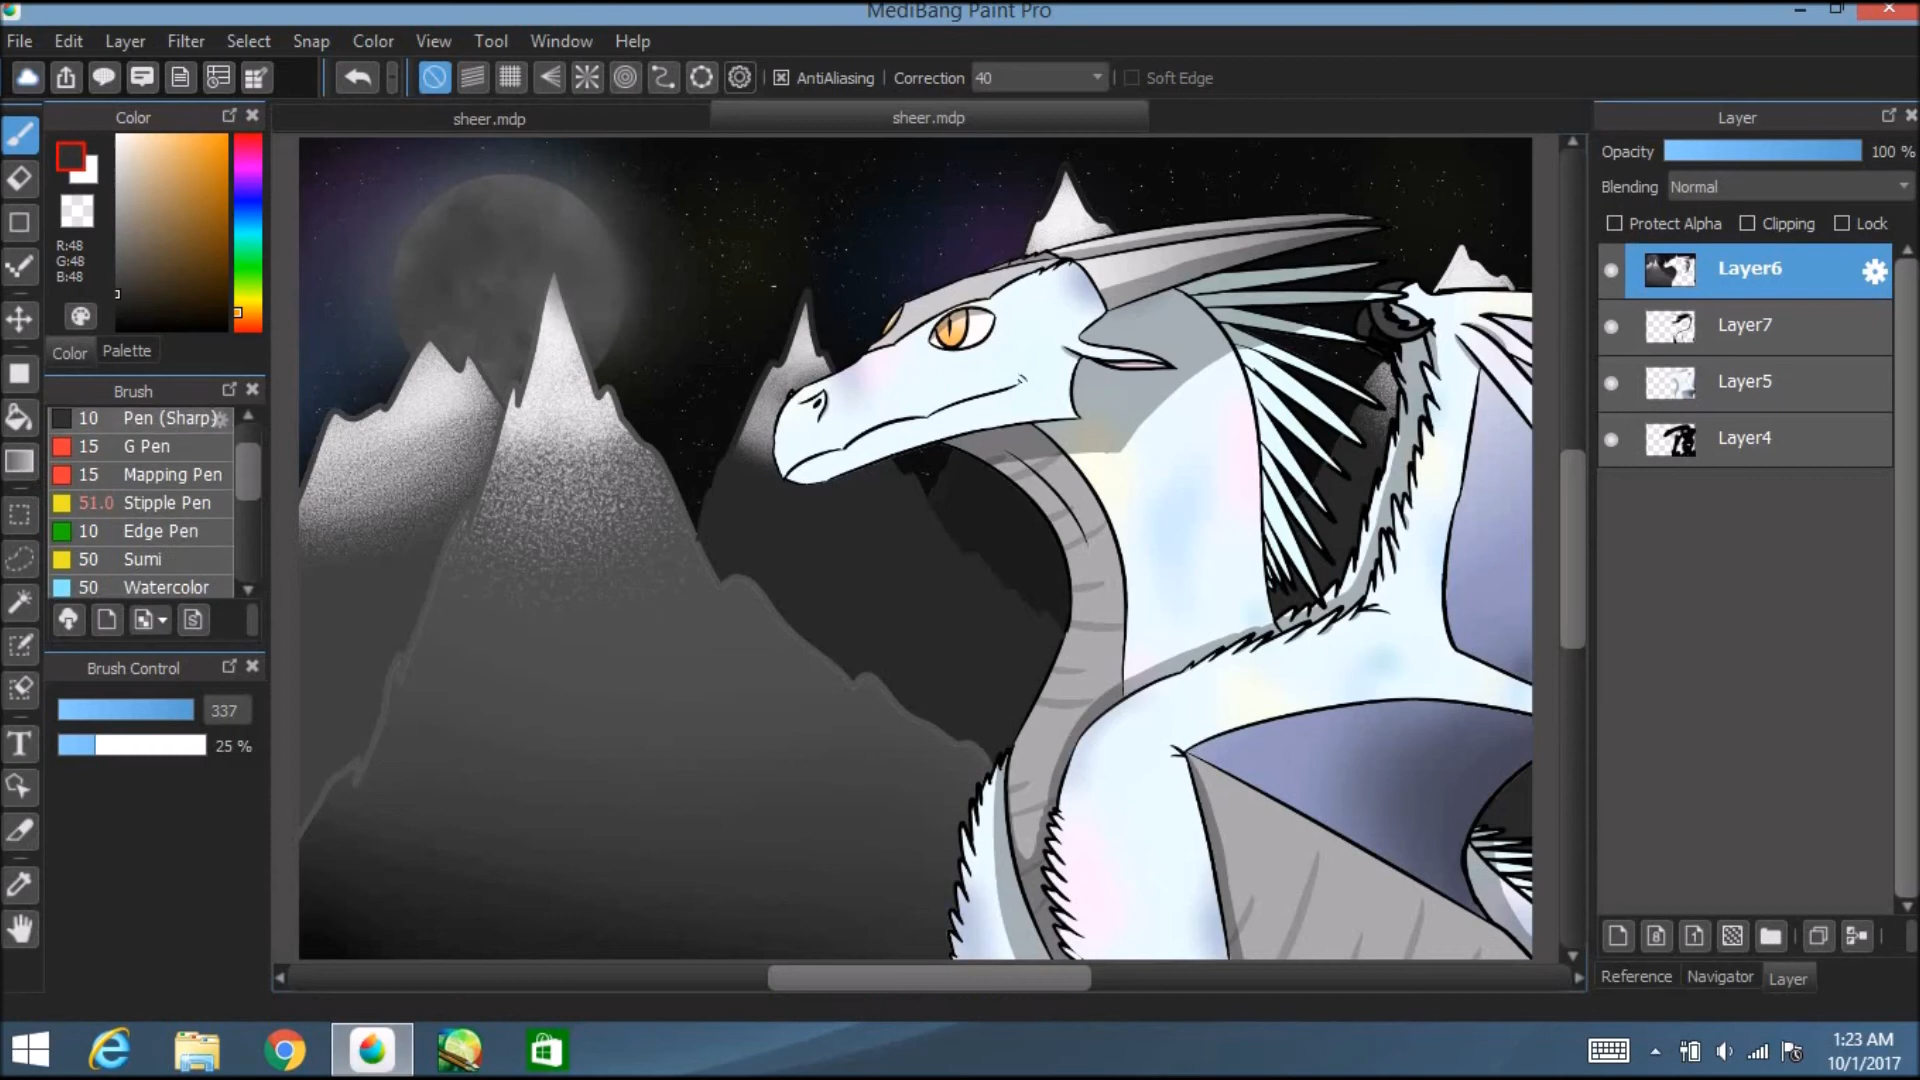 MediBang Paint Pro
File Edit Layer Filter Select Snap Color View Tool Window Help
AntiAliasing Correction 40 Soft Edge
Color
sheer.mdp sheer.mdp
Layer
Opacity 100 %
Blending Normal
Protect Alpha Clipping Lock
R:48
G:48
B:48
Color Palette
Layer6
Layer7
Layer5
Layer4
Brush
10 Pen (Sharp)
15 G Pen
15 Mapping Pen
51.0 Stipple Pen
10 Edge Pen
50 Sumi
50 Watercolor
Brush Control
337
25 %
T
8 1
Reference Navigator Layer
1:23 AM
10/1/2017